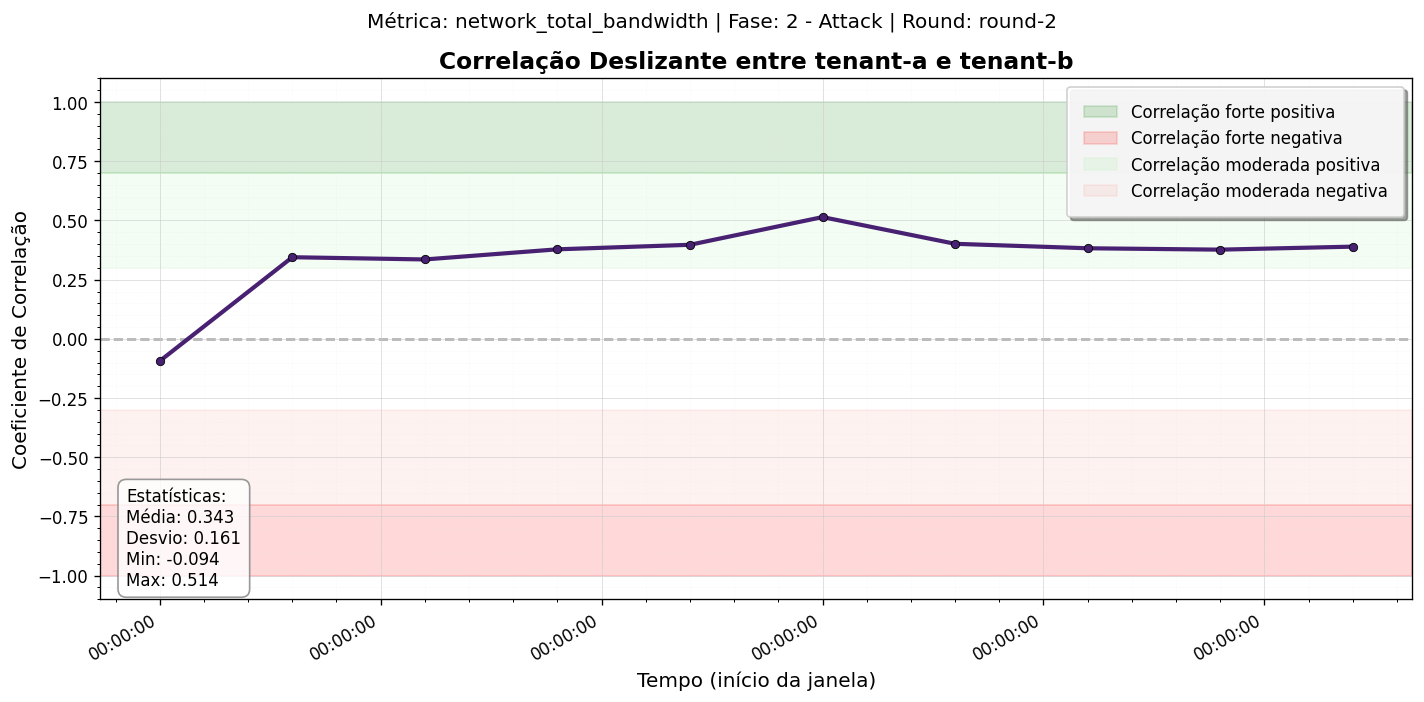 Métrica: network_total_bandwidth | Fase: 2 - Attack | Round: round-2
Correlação Deslizante entre tenant-a e tenant-b
Correlação forte positiva
Correlação forte negativa
Correlação moderada positiva
Correlação moderada negativa
Coeficiente de Correlação
1.00
0.75
0.50
0.25
0.00
−0.25
−0.50
−0.75
−1.00
Estatísticas:
Média: 0.343
Desvio: 0.161
Min: -0.094
Max: 0.514
00:00:00
00:00:00
00:00:00
00:00:00
00:00:00
00:00:00
Tempo (início da janela)